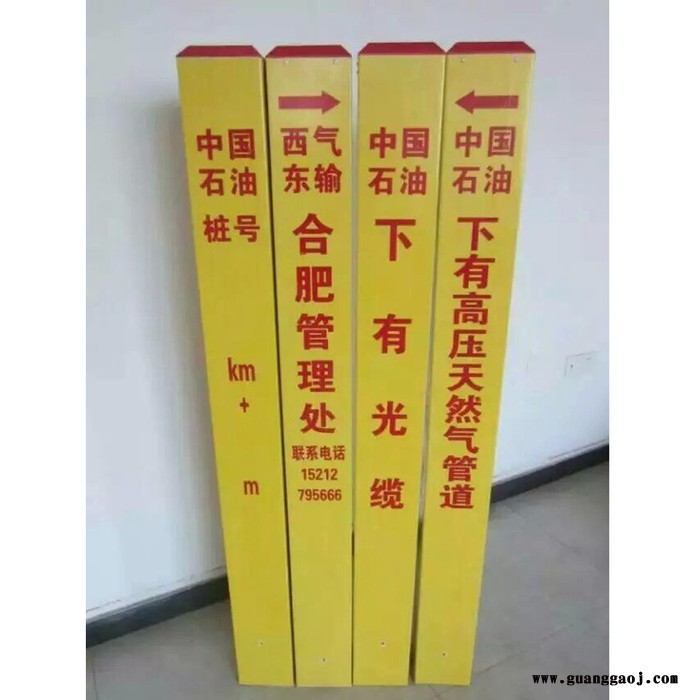 中国
石油
桩号
km
+
m
西气
东输
合肥管理处
联系电话
15212
795666
中国
石油
下有光缆
中国
石油
下有高压天然气管道
www.guanggaoj.com